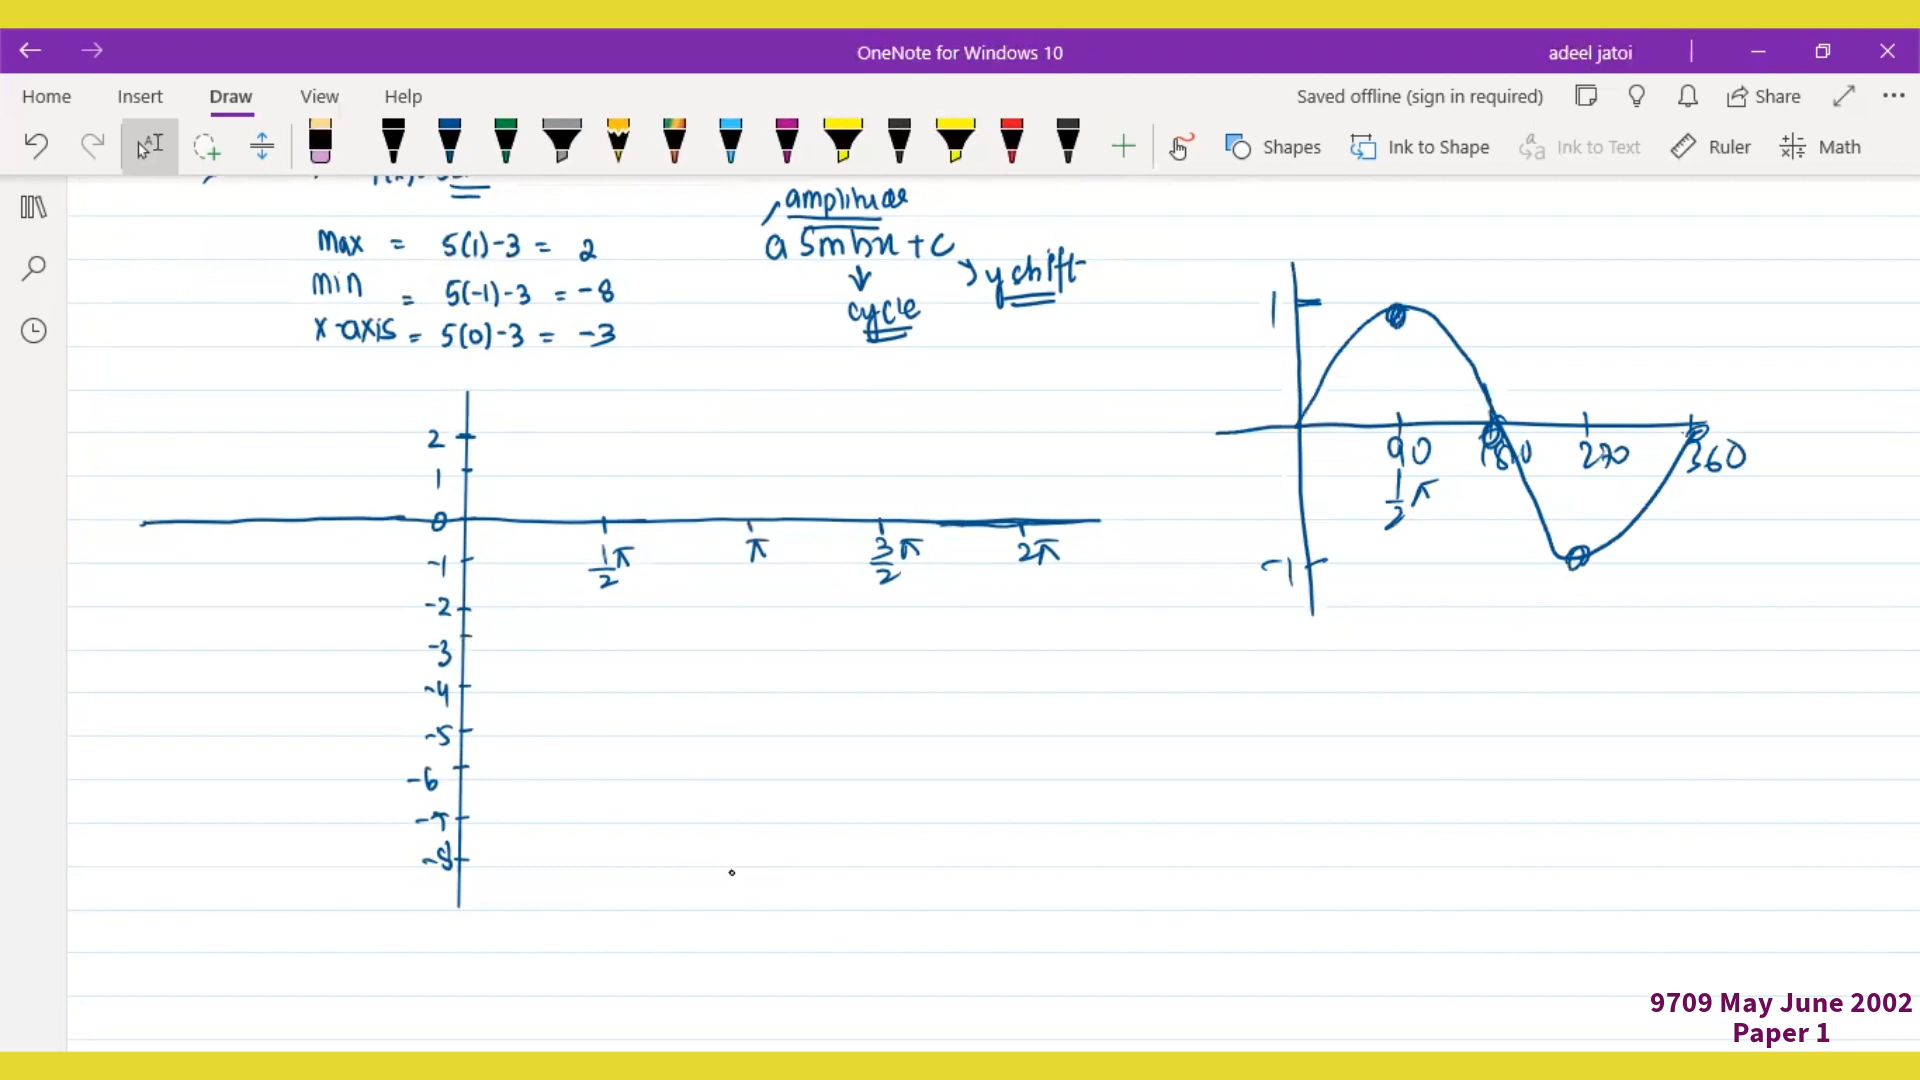 OneNote for Windows 10
adeel jatoi
Home Insert Draw View Help
Saved offline (sign in required)
Share
Shapes
Ink to Shape
Ink to Text
Ruler
Math
amplitude
max = 5(1)-3 = 2
a Sin bx + c
y shift
min = 5(-1)-3 = -8
cycle
x-axis = 5(0)-3 = -3
1
90 180 270 360
1/2 π
-1
2
1
0
1/2 π π 3/2 π 2π
-1
-2
-3
-4
-5
-6
-7
-8
9709 May June 2002
Paper 1